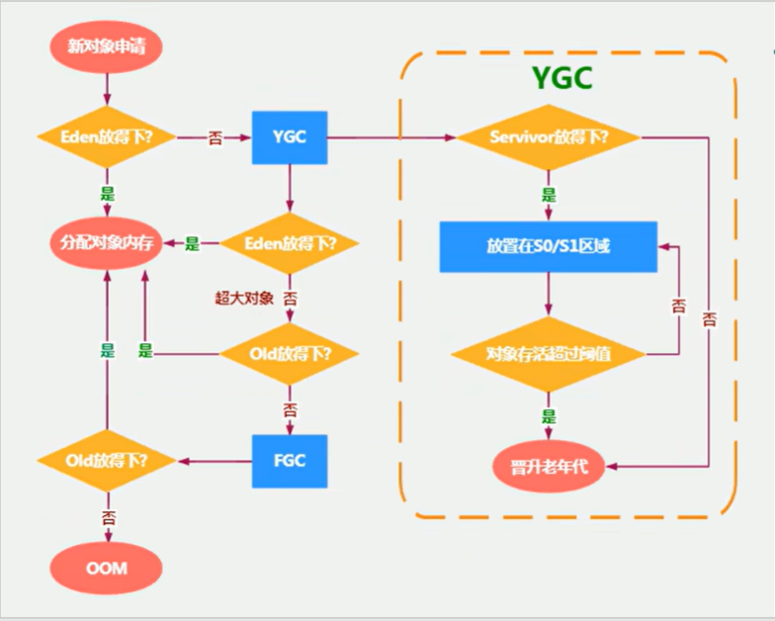 新对象申请
Eden放得下?
否
YGC
是
分配对象内存
是
Eden放得下?
超大对象
否
是
是
Old放得下?
否
Old放得下?
FGC
否
OOM
YGC
Servivor放得下?
是
放置在S0/S1区域
否
否
对象存活超过阈值
是
晋升老年代